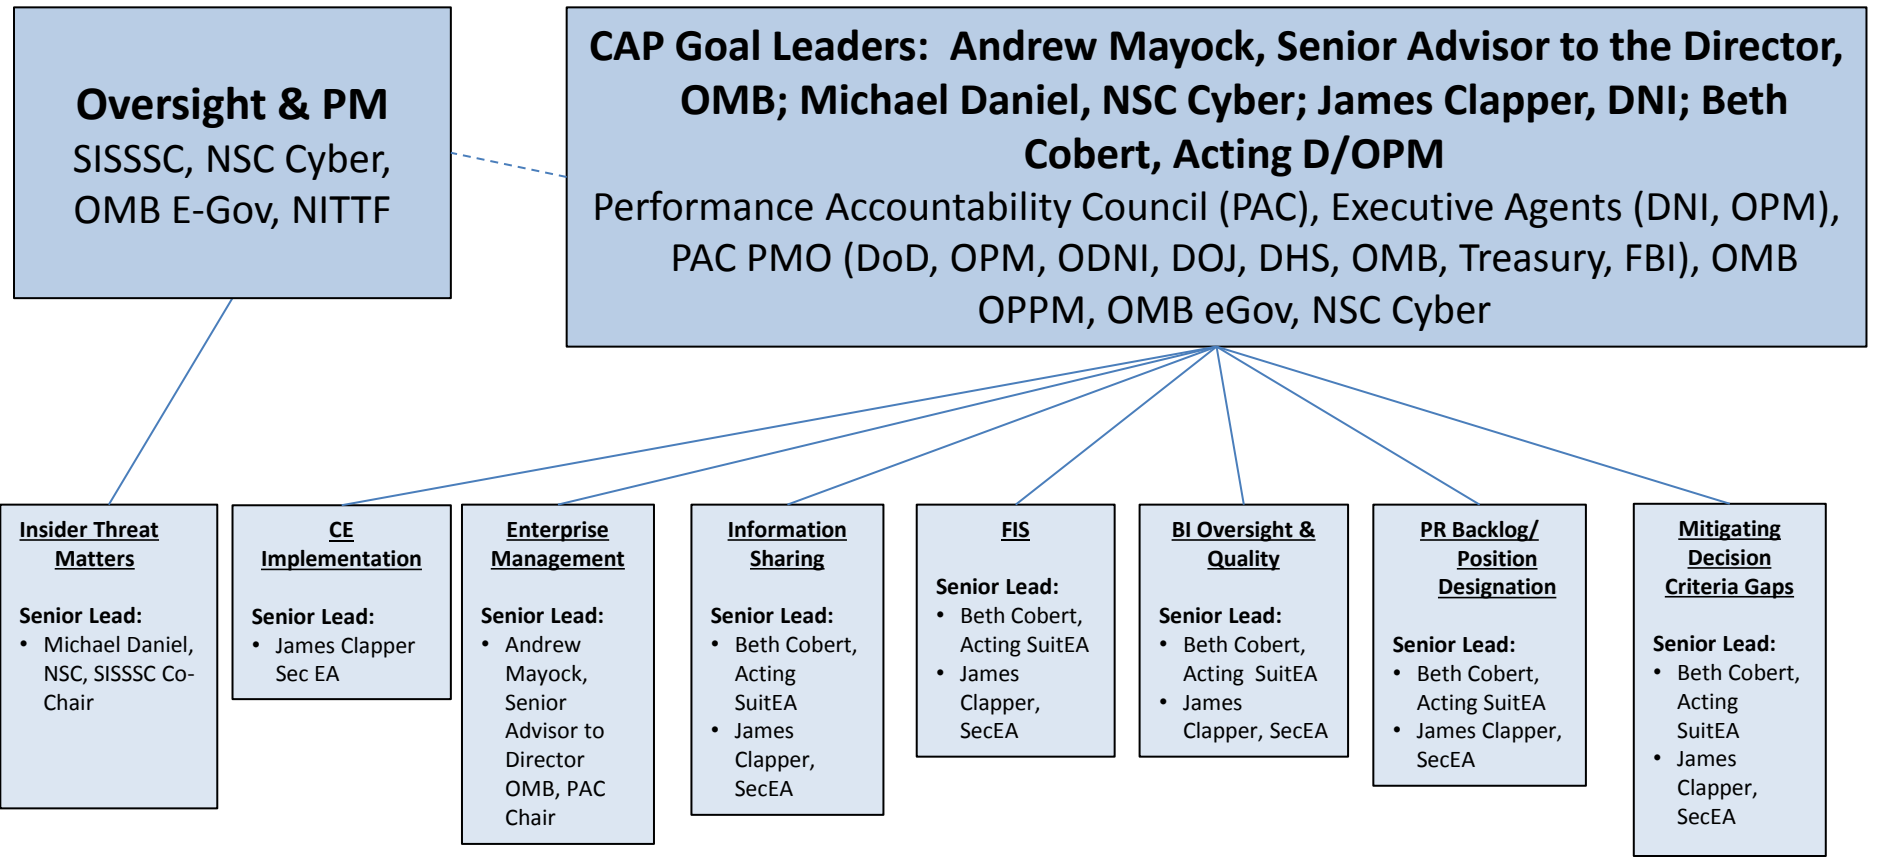 Oversight & PM
SISSSC, NSC Cyber,
OMB E-Gov, NITTF
CAP Goal Leaders:  Andrew Mayock, Senior Advisor to the Director,
OMB; Michael Daniel, NSC Cyber; James Clapper, DNI; Beth
Cobert, Acting D/OPM
Performance Accountability Council (PAC), Executive Agents (DNI, OPM),
PAC PMO (DoD, OPM, ODNI, DOJ, DHS, OMB, Treasury, FBI), OMB
OPPM, OMB eGov, NSC Cyber
Insider Threat
Matters
Senior Lead:
• Michael Daniel,
NSC, SISSSC Co-
Chair
CE
Implementation
Senior Lead:
• James Clapper
Sec EA
Enterprise
Management
Senior Lead:
• Andrew
Mayock,
Senior
Advisor to
Director
OMB, PAC
Chair
Information
Sharing
Senior Lead:
• Beth Cobert,
Acting
SuitEA
• James
Clapper,
SecEA
FIS
Senior Lead:
• Beth Cobert,
Acting SuitEA
• James
Clapper,
SecEA
BI Oversight &
Quality
Senior Lead:
• Beth Cobert,
Acting  SuitEA
• James
Clapper, SecEA
PR Backlog/
Position
Designation
Senior Lead:
• Beth Cobert,
Acting SuitEA
• James Clapper,
SecEA
Mitigating
Decision
Criteria Gaps
Senior Lead:
• Beth Cobert,
Acting
SuitEA
• James
Clapper,
SecEA